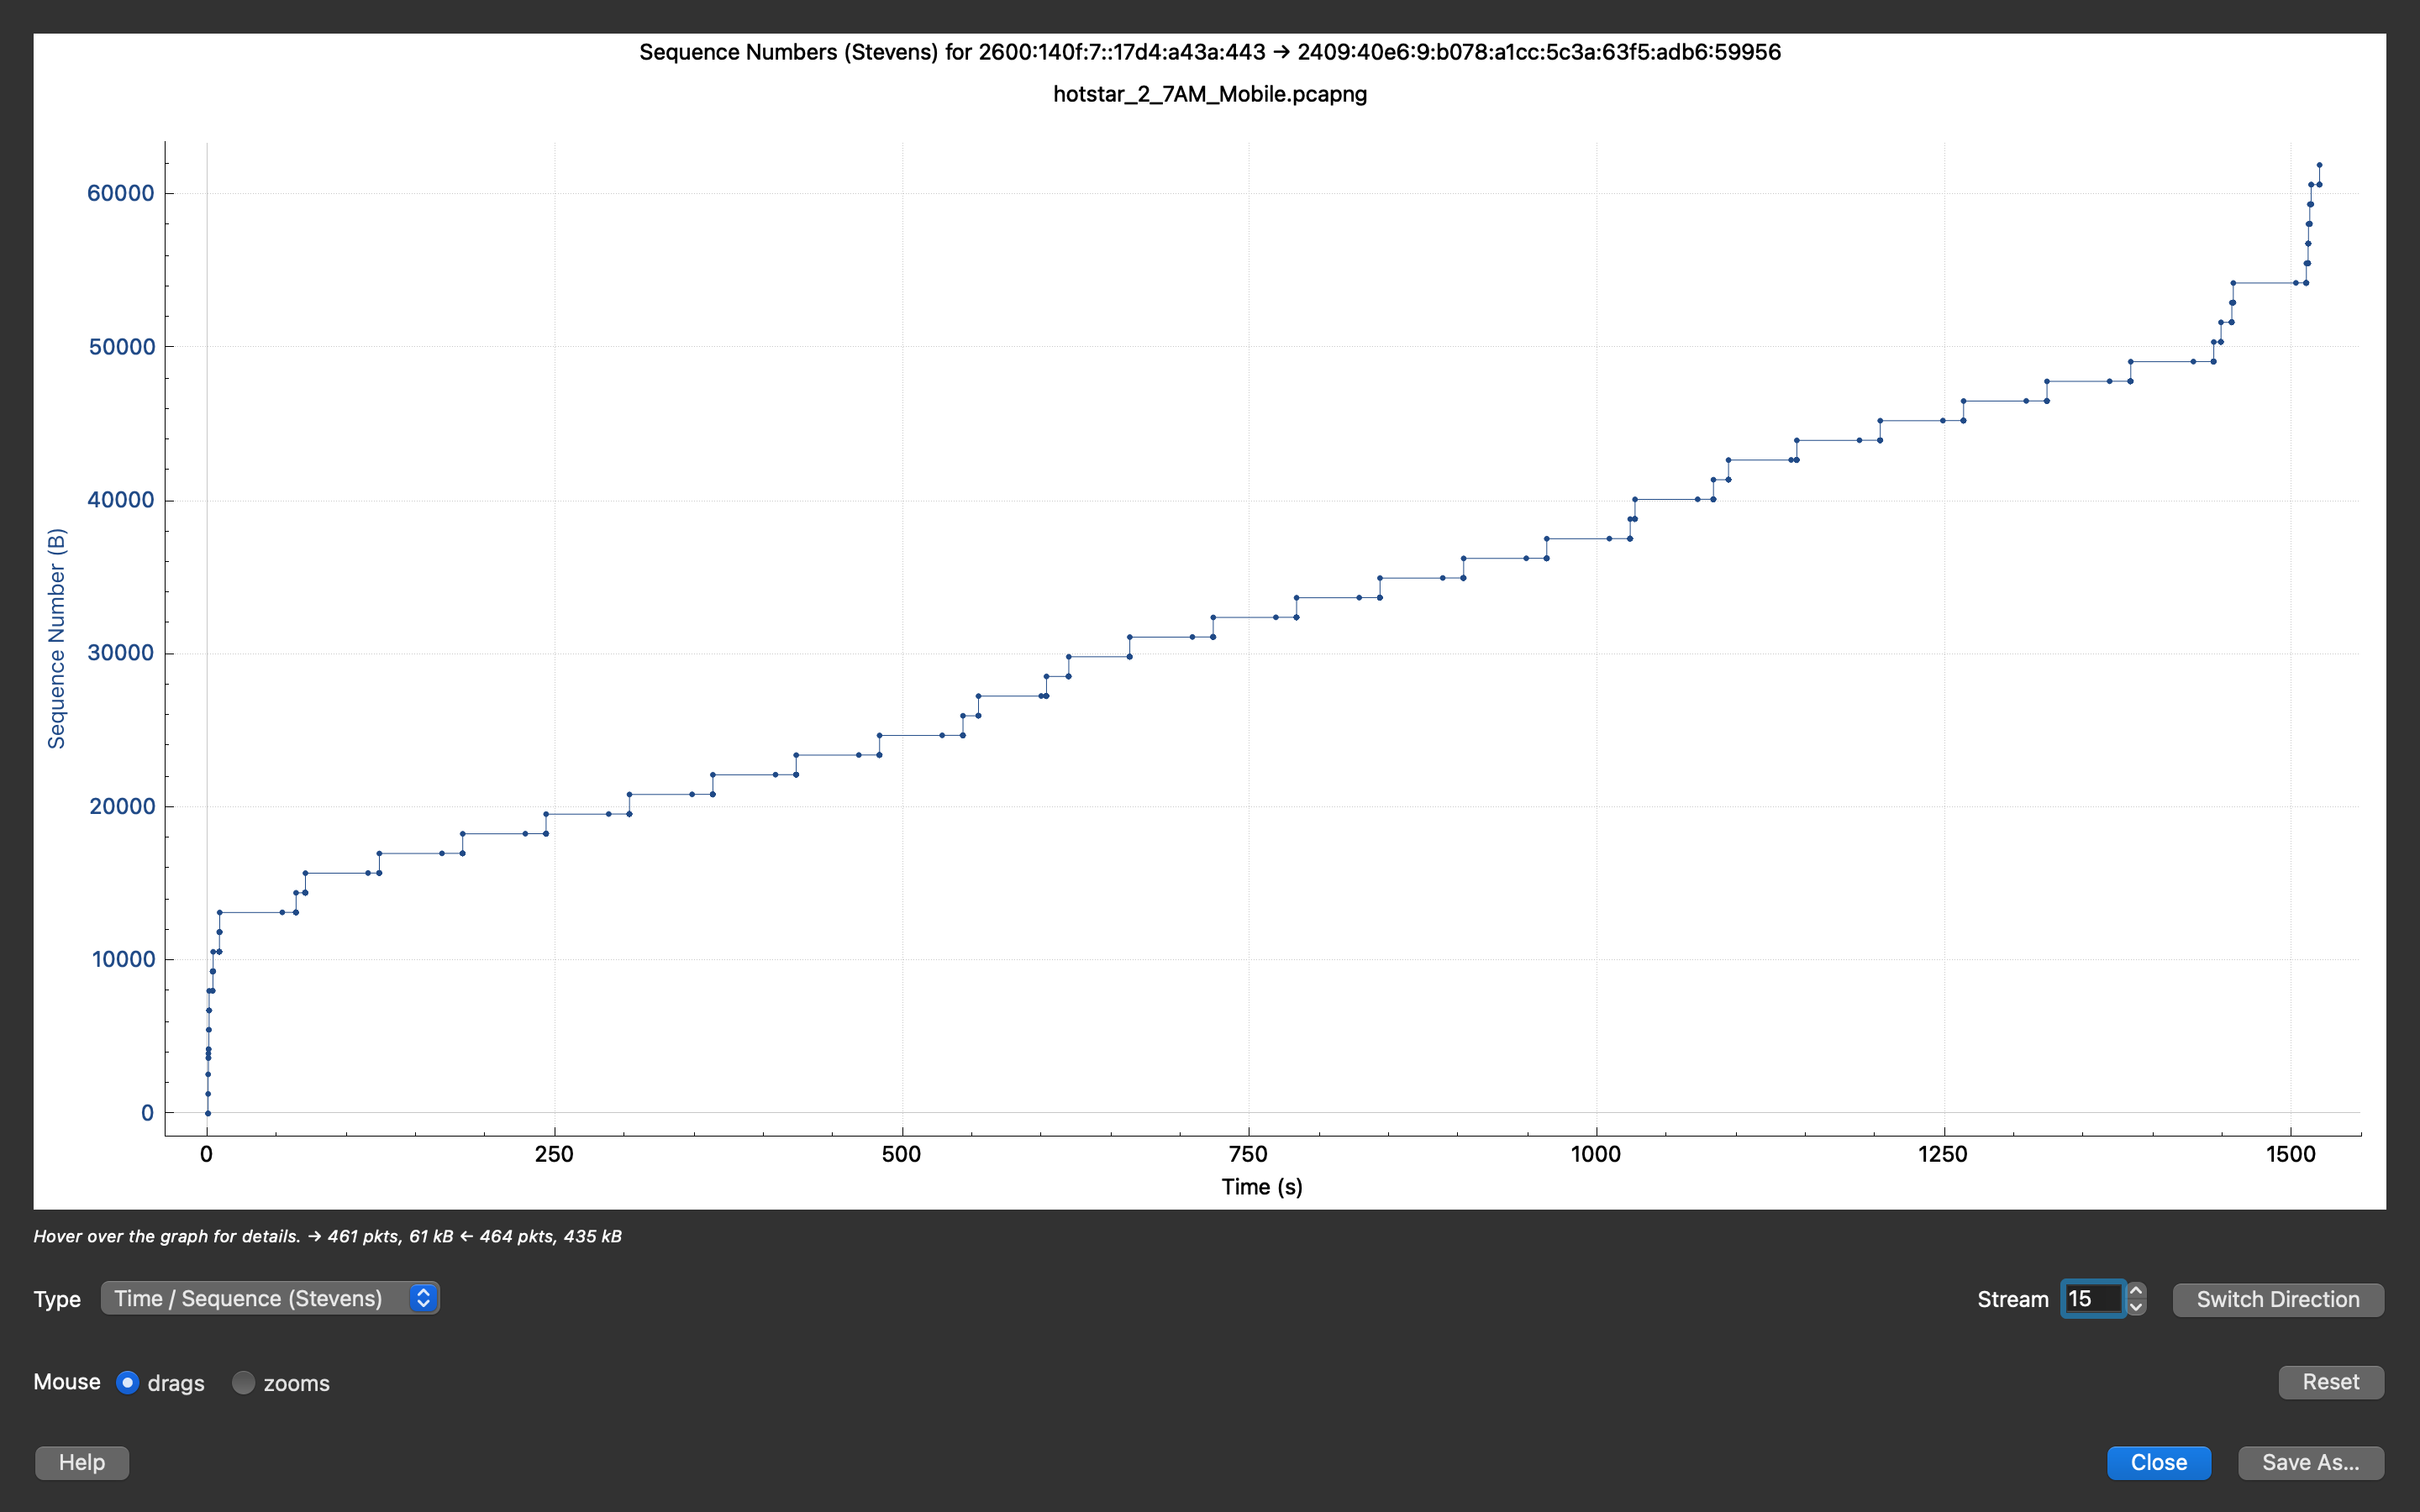 Sequence Numbers (Stevens) for 2600:140f:7::17d4:a43a:443 → 2409:40e6:9:b078:a1cc:5c3a:63f5:adb6:59956
hotstar_2_7AM_Mobile.pcapng
60000
50000
40000
30000
20000
10000
0
Sequence Number (B)
0 250 500 750 1000 1250 1500
Time (s)
Hover over the graph for details. → 461 pkts, 61 kB ← 464 pkts, 435 kB
Type Time / Sequence (Stevens) Stream 15 Switch Direction
Mouse drags zooms Reset
Help Close Save As...